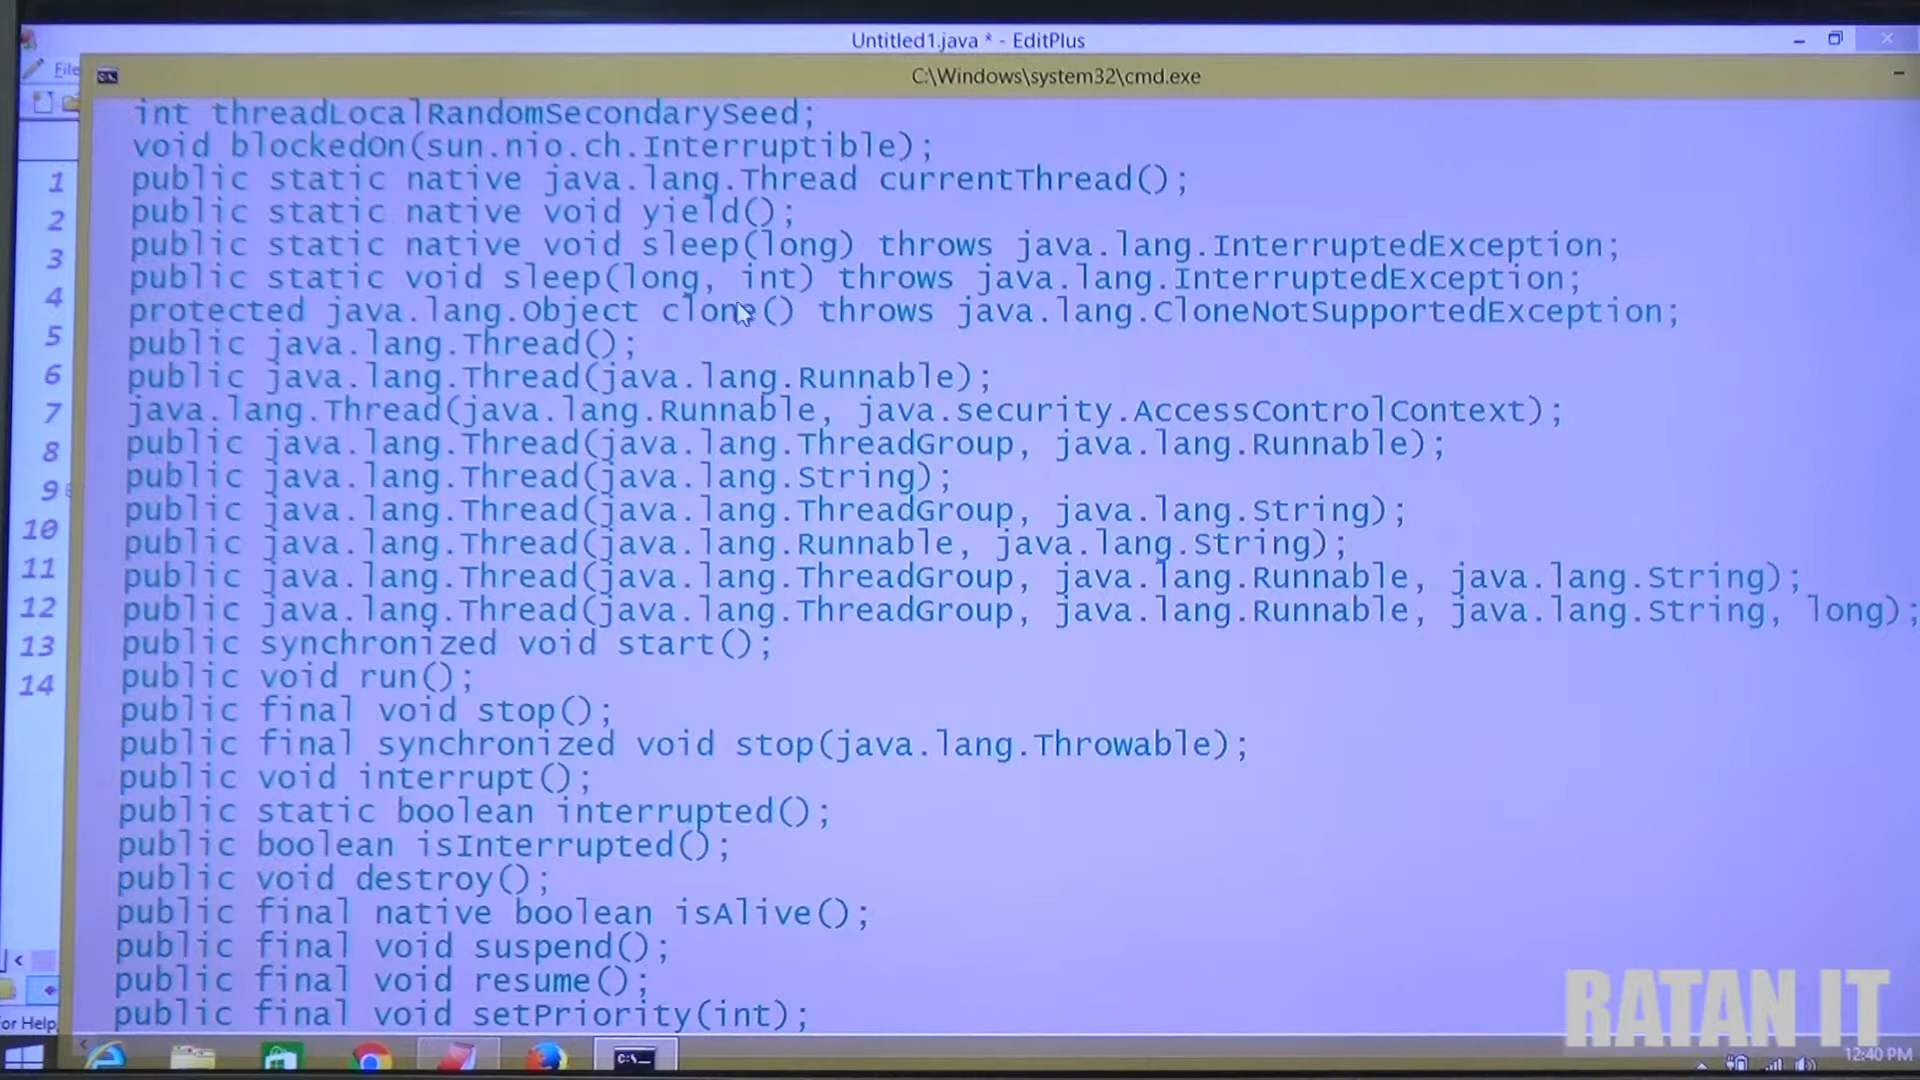 Untitled1.java * - EditPlus
File
C:\Windows\system32\cmd.exe
int threadLocalRandomSecondarySeed;
void blockedOn(sun.nio.ch.Interruptible);
public static native java.lang.Thread currentThread();
public static native void yield();
public static native void sleep(long) throws java.lang.InterruptedException;
public static void sleep(long, int) throws java.lang.InterruptedException;
protected java.lang.Object clone() throws java.lang.CloneNotSupportedException;
public java.lang.Thread();
public java.lang.Thread(java.lang.Runnable);
java.lang.Thread(java.lang.Runnable, java.security.AccessControlContext);
public java.lang.Thread(java.lang.ThreadGroup, java.lang.Runnable);
public java.lang.Thread(java.lang.String);
public java.lang.Thread(java.lang.ThreadGroup, java.lang.String);
public java.lang.Thread(java.lang.Runnable, java.lang.String);
public java.lang.Thread(java.lang.ThreadGroup, java.lang.Runnable, java.lang.String);
public java.lang.Thread(java.lang.ThreadGroup, java.lang.Runnable, java.lang.String, long);
public synchronized void start();
public void run();
public final void stop();
public final synchronized void stop(java.lang.Throwable);
public void interrupt();
public static boolean interrupted();
public boolean isInterrupted();
public void destroy();
public final native boolean isAlive();
public final void suspend();
public final void resume();
public final void setPriority(int);
1
2
3
4
5
6
7
8
9
10
11
12
13
14
or Help
RATAN IT
12:40 PM